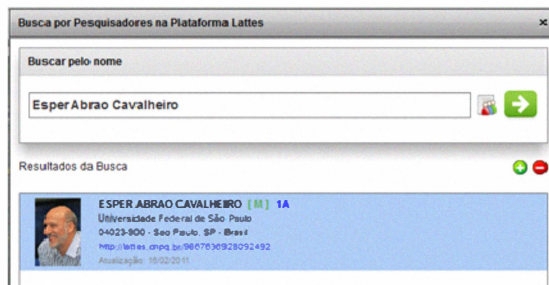 Busca por Pesquisadores na Plataforma Lattes
Buscar pelo nome
Esper Abrao Cavalheiro
Resultados da Busca
ESPER ABRAO CAVALHEIRO [M] 1A
Universidade Federal de São Paulo
04023-900 - Sao Paulo, SP - Brasil
http://lattes.cnpq.br/9867636928092492
Atualização: 16/02/2011